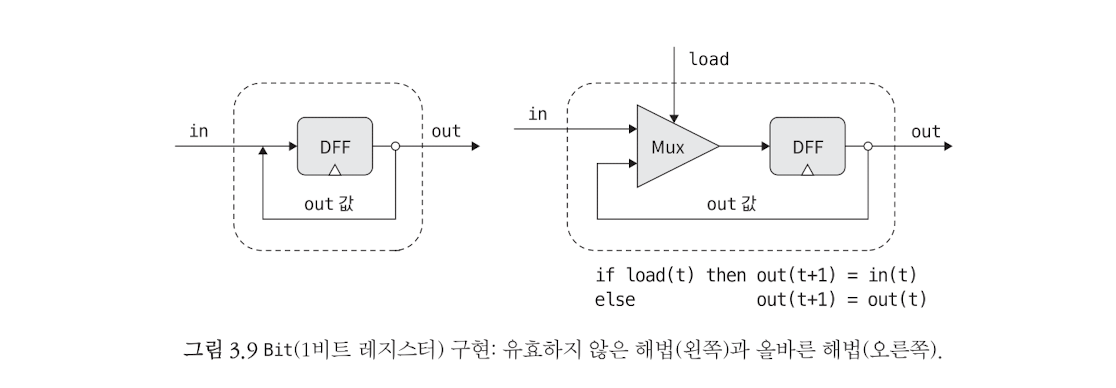 load
in
DFF
out
out 값
in
Mux
DFF
out
out 값
if load(t) then out(t+1) = in(t)
else out(t+1) = out(t)
그림 3.9 Bit(1비트 레지스터) 구현: 유효하지 않은 해법(왼쪽)과 올바른 해법(오른쪽).